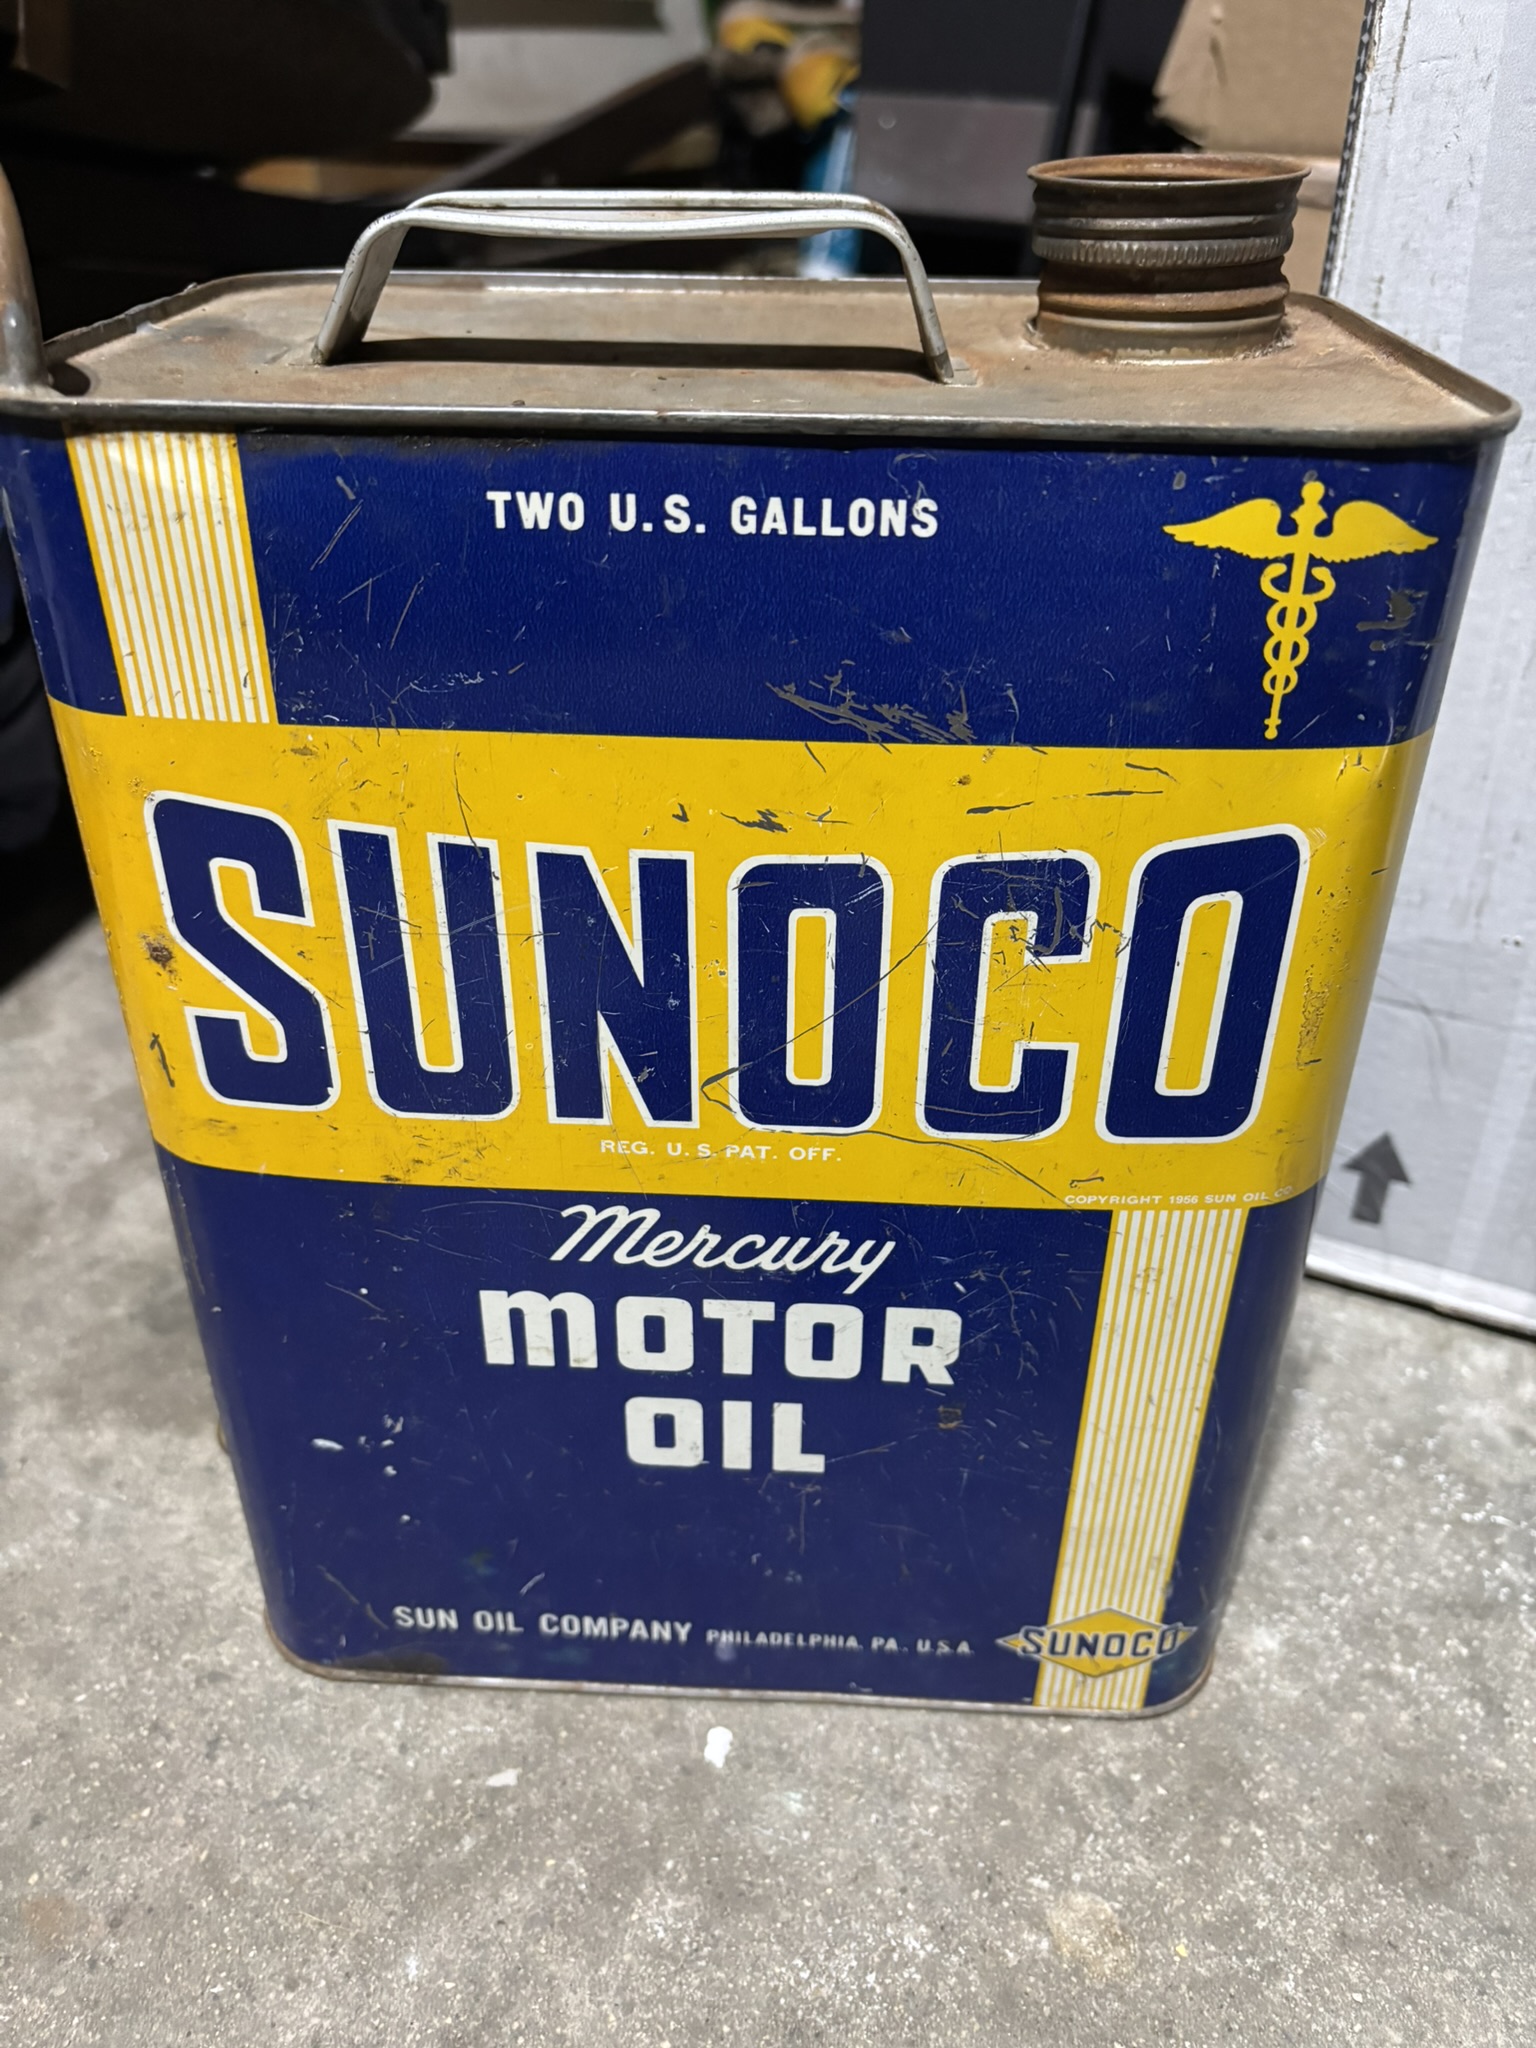 TWO U.S. GALLONS
SUNOCO
REG. U.S. PAT. OFF.
COPYRIGHT 1956 SUN OIL CO.
Mercury
MOTOR
OIL
SUN OIL COMPANY PHILADELPHIA, PA., U.S.A.
SUNOCO